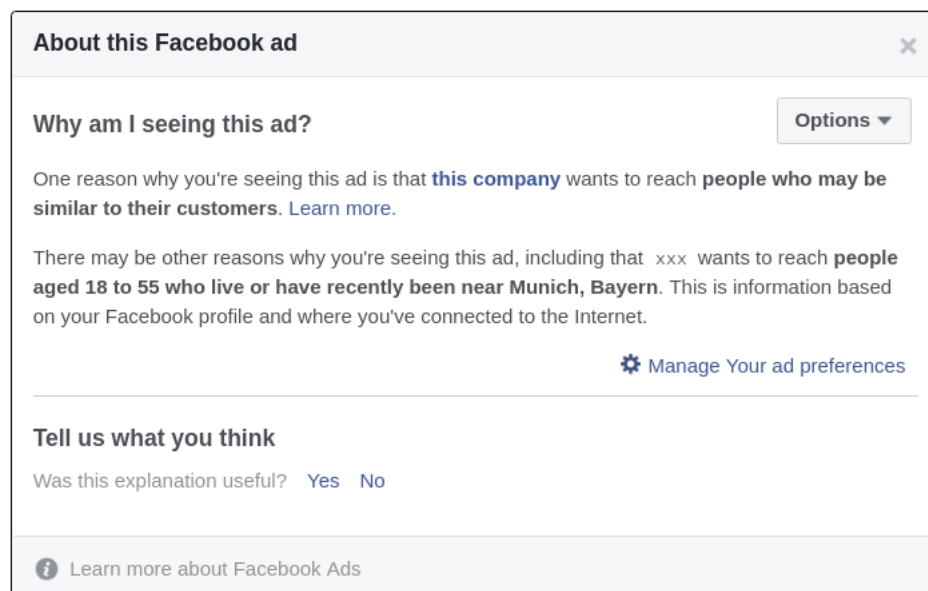 About this Facebook ad
×
Why am I seeing this ad?
Options
One reason why you're seeing this ad is that this company wants to reach people who may be
similar to their customers. Learn more.
There may be other reasons why you're seeing this ad, including that xxx wants to reach people
aged 18 to 55 who live or have recently been near Munich, Bayern. This is information based
on your Facebook profile and where you've connected to the Internet.
Manage Your ad preferences
Tell us what you think
Was this explanation useful? Yes No
Learn more about Facebook Ads